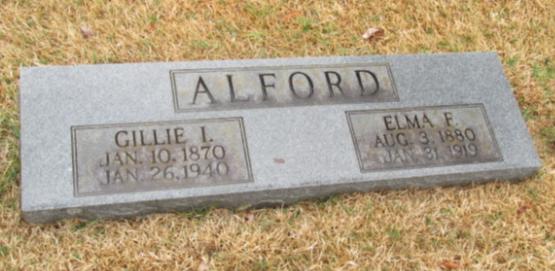 ALFORD
GILLIE I.
JAN. 10. 1870
JAN. 26. 1940
ELMA F.
AUG. 3. 1880
JAN. 31. 1919